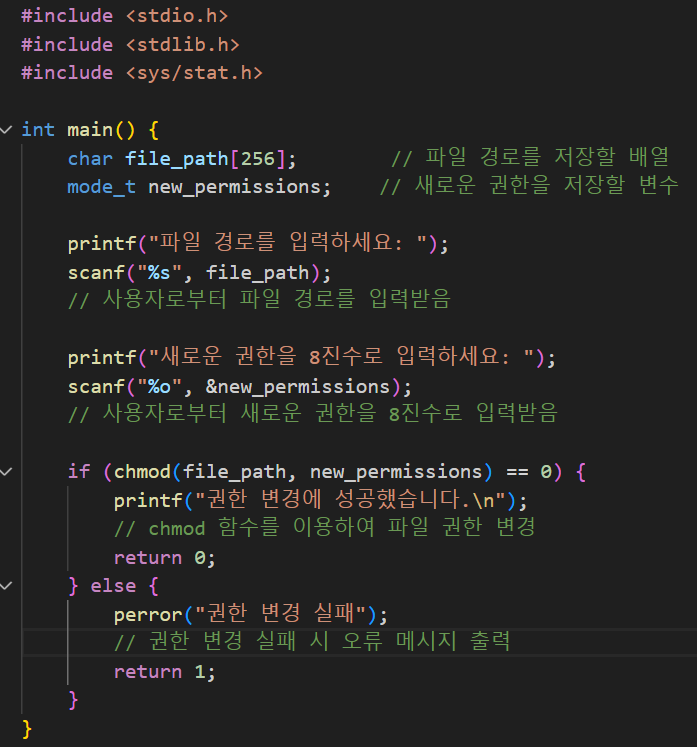 #include <stdio.h>
#include <stdlib.h>
#include <sys/stat.h>
int main() {
char file_path[256]; // 파일 경로를 저장할 배열
mode_t new_permissions; // 새로운 권한을 저장할 변수
printf("파일 경로를 입력하세요: ");
scanf("%s", file_path);
// 사용자로부터 파일 경로를 입력받음
printf("새로운 권한을 8진수로 입력하세요: ");
scanf("%o", &new_permissions);
// 사용자로부터 새로운 권한을 8진수로 입력받음
if (chmod(file_path, new_permissions) == 0) {
printf("권한 변경에 성공했습니다.\n");
// chmod 함수를 이용하여 파일 권한 변경
return 0;
} else {
perror("권한 변경 실패");
// 권한 변경 실패 시 오류 메시지 출력
return 1;
}
}